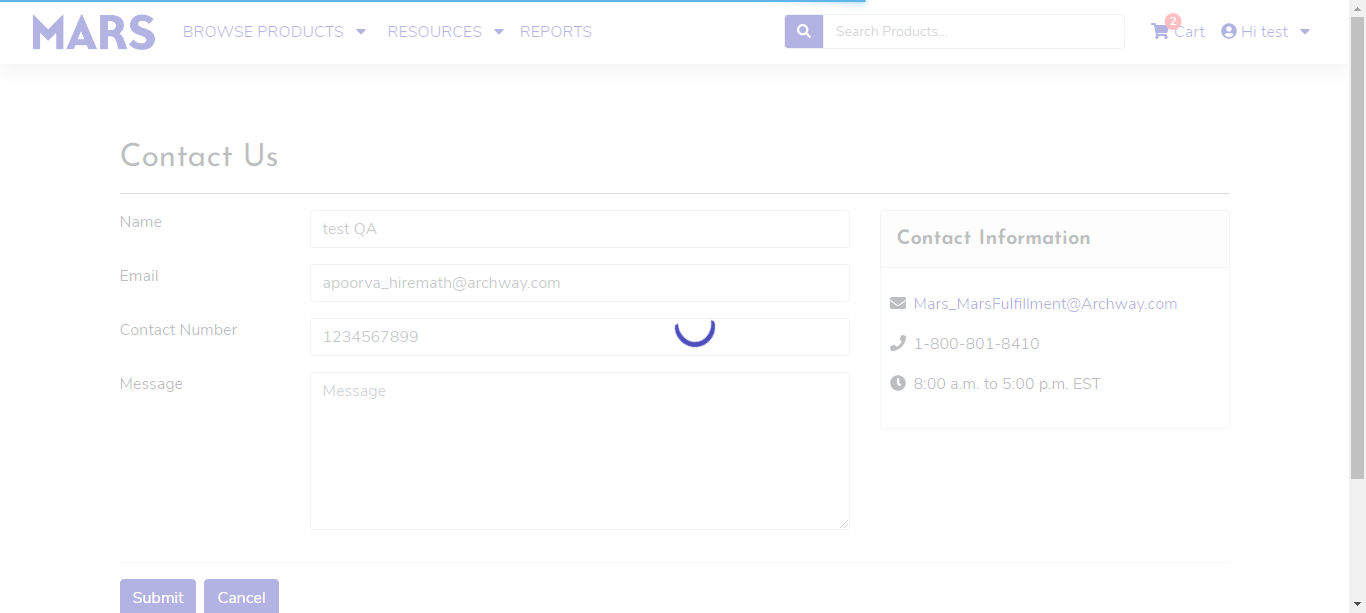 MARS BROWSE PRODUCTS RESOURCES REPORTS Search Products... 2 Cart Hi test
Contact Us
Name test QA
Email apoorva_hiremath@archway.com
Contact Number 1234567899
Message Message
Contact Information
Mars_MarsFulfillment@Archway.com
1-800-801-8410
8:00 a.m. to 5:00 p.m. EST
Submit Cancel